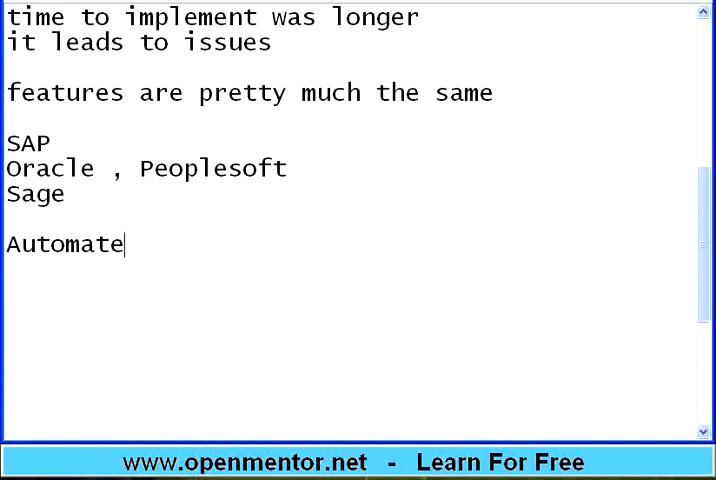 time to implement was longer
it leads to issues
features are pretty much the same
SAP
Oracle , Peoplesoft
Sage
Automate
www.openmentor.net - Learn For Free